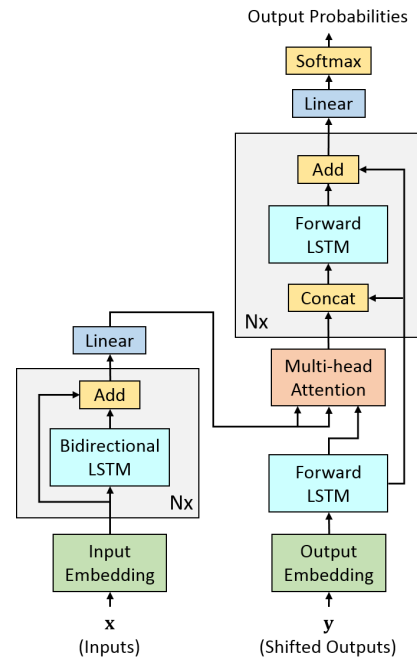 Output Probabilities
Softmax
Linear
Add
Forward
LSTM
Concat
Nx
Multi-head
Attention
Forward
LSTM
Output
Embedding
y
(Shifted Outputs)
Linear
Add
Bidirectional
LSTM
Nx
Input
Embedding
x
(Inputs)